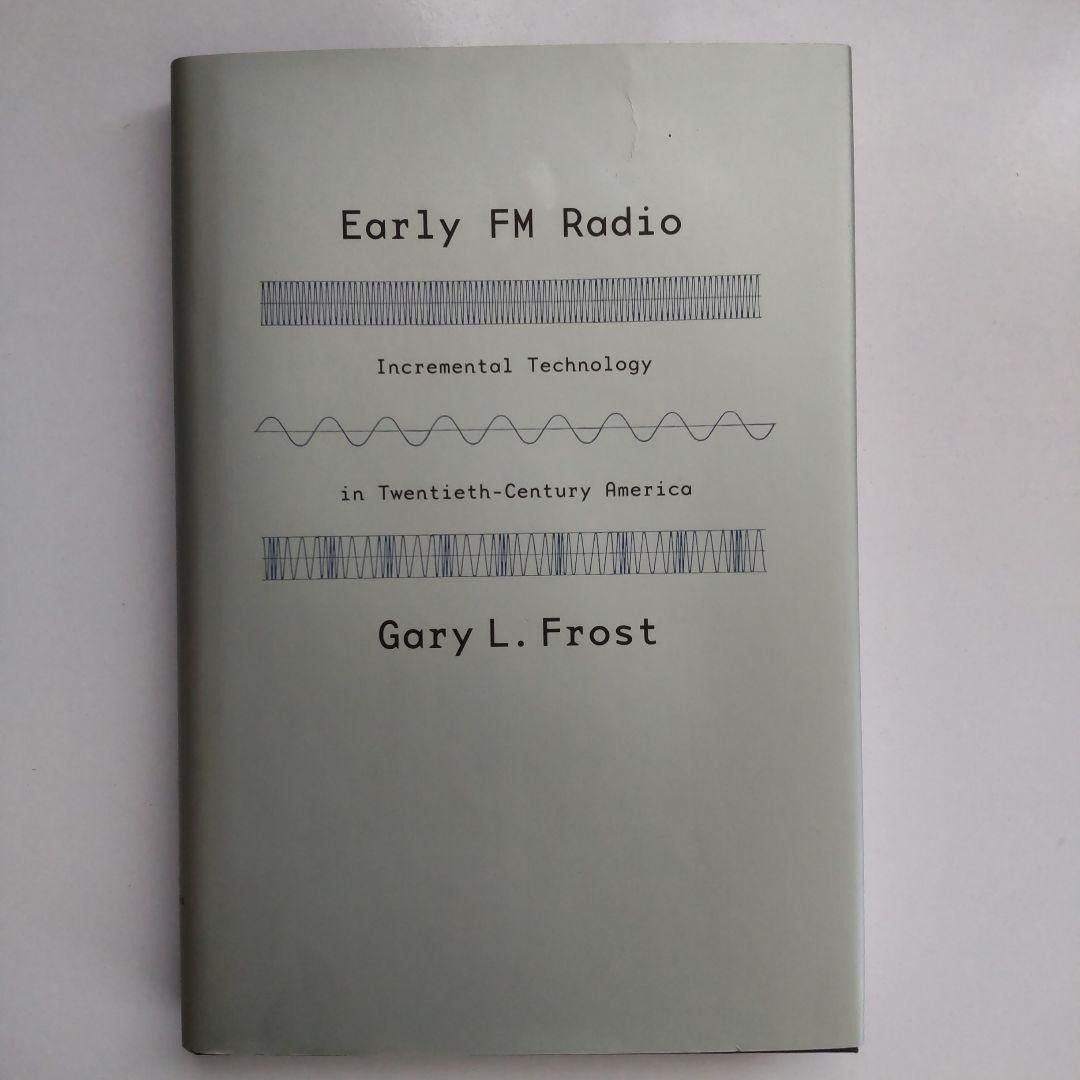 Early FM Radio
Incremental Technology
in Twentieth-Century America
Gary L. Frost